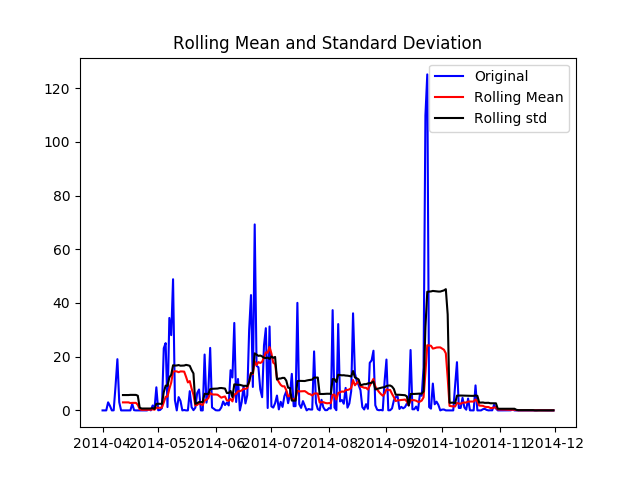 Rolling Mean and Standard Deviation
Original
Rolling Mean
Rolling std
120
100
80
60
40
20
0
2014-04 2014-05 2014-06 2014-07 2014-08 2014-09 2014-10 2014-11 2014-12